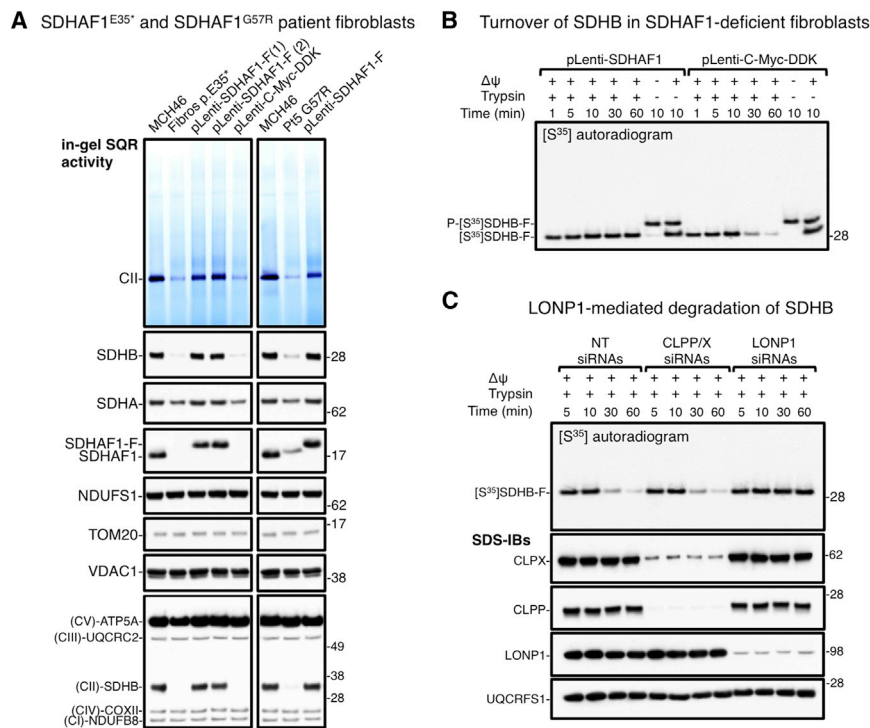 A SDHAF1E35* and SDHAF1G57R patient fibroblasts
MCH46
Fibros p.E35*
pLenti-SDHAF1-F(1)
pLenti-SDHAF1-F (2)
pLenti-C-Myc-DDK
MCH46
Pt5 G57R
pLenti-SDHAF1-F
in-gel SQR
activity
CII-
SDHB- -28
SDHA- -62
SDHAF1-F-
SDHAF1- -17
NDUFS1- -62
TOM20- -17
VDAC1- -38
(CV)-ATP5A-
(CIII)-UQCRC2-
-49
(CII)-SDHB- -38
-28
(CIV)-COXII-
(CI)-NDUFB8-
B Turnover of SDHB in SDHAF1-deficient fibroblasts
pLenti-SDHAF1 pLenti-C-Myc-DDK
Δψ + + + + + - + + + + + + - +
Trypsin + + + + + - - + + + + + - -
Time (min) 1 5 10 30 60 10 10 1 5 10 30 60 10 10
[S35] autoradiogram
P-[S35]SDHB-F-
[S35]SDHB-F- -28
C LONP1-mediated degradation of SDHB
NT siRNAs CLPP/X siRNAs LONP1 siRNAs
Δψ + + + + + + + + + + + +
Trypsin + + + + + + + + + + + +
Time (min) 5 10 30 60 5 10 30 60 5 10 30 60
[S35] autoradiogram
[S35]SDHB-F- -28
SDS-IBs
CLPX- -62
CLPP- -28
LONP1- -98
UQCRFS1- -28